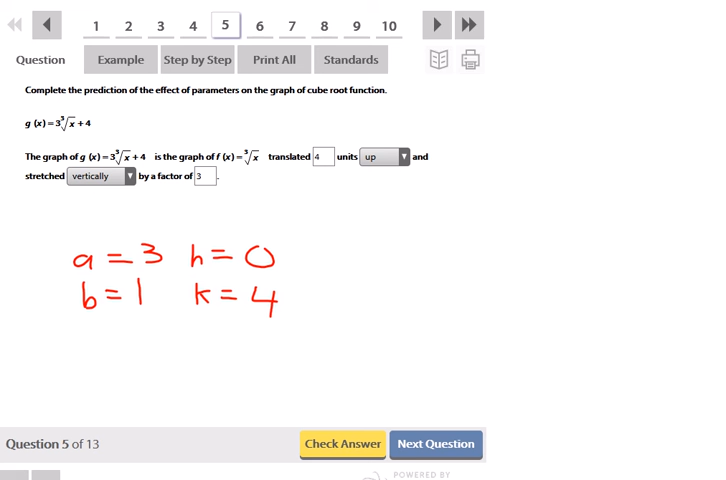 1 2 3 4 5 6 7 8 9 10
Question Example Step by Step Print All Standards
Complete the prediction of the effect of parameters on the graph of cube root function.
g (x) = 3∛x + 4
The graph of g (x) = 3∛x + 4 is the graph of f (x) = ∛x translated 4 units up and
stretched vertically by a factor of 3 .
a = 3 h = 0
b = 1 k = 4
Question 5 of 13 Check Answer Next Question
POWERED BY